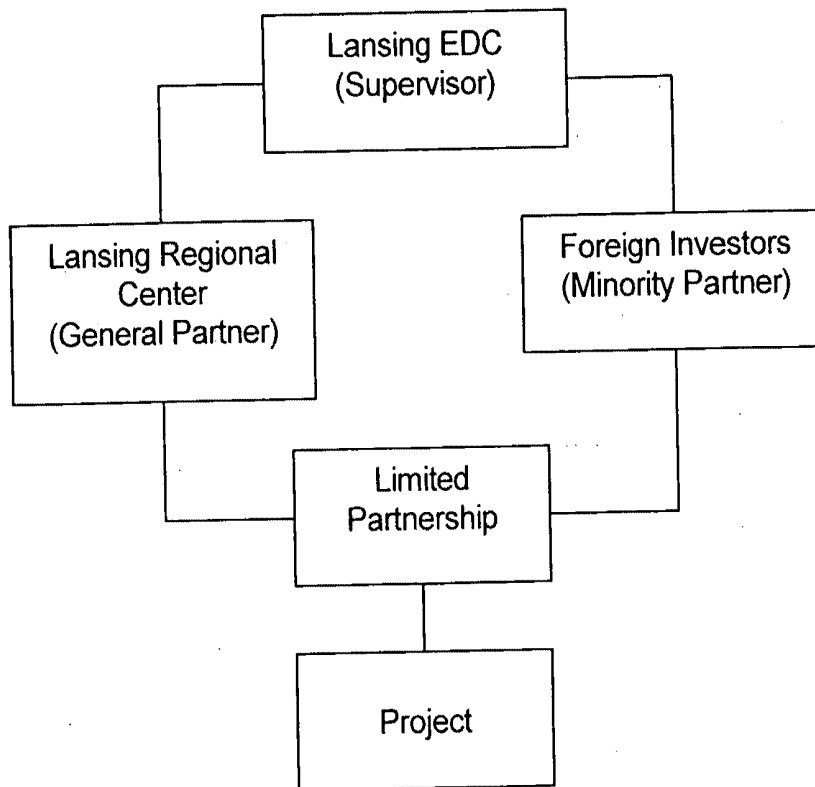 Lansing EDC
(Supervisor)
Lansing Regional
Center
(General Partner)
Foreign Investors
(Minority Partner)
Limited
Partnership
Project